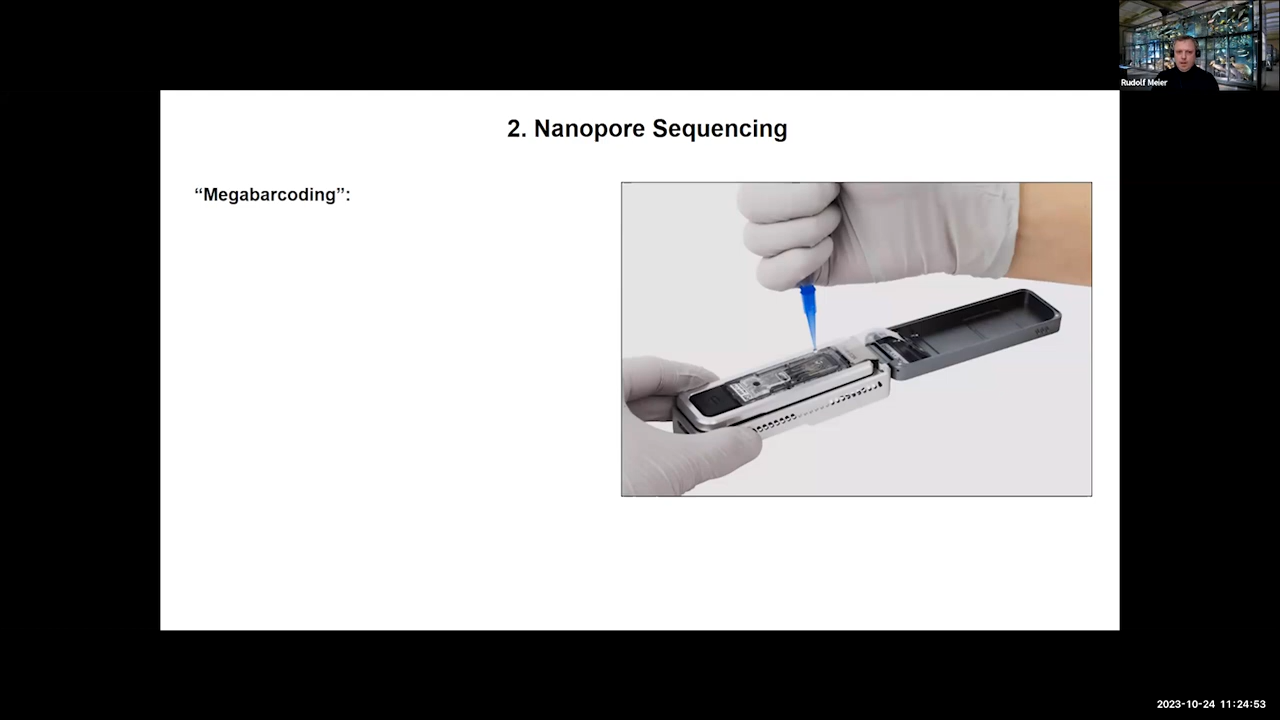 Rudolf Meier
2. Nanopore Sequencing
“Megabarcoding”:
2023-10-24 11:24:53